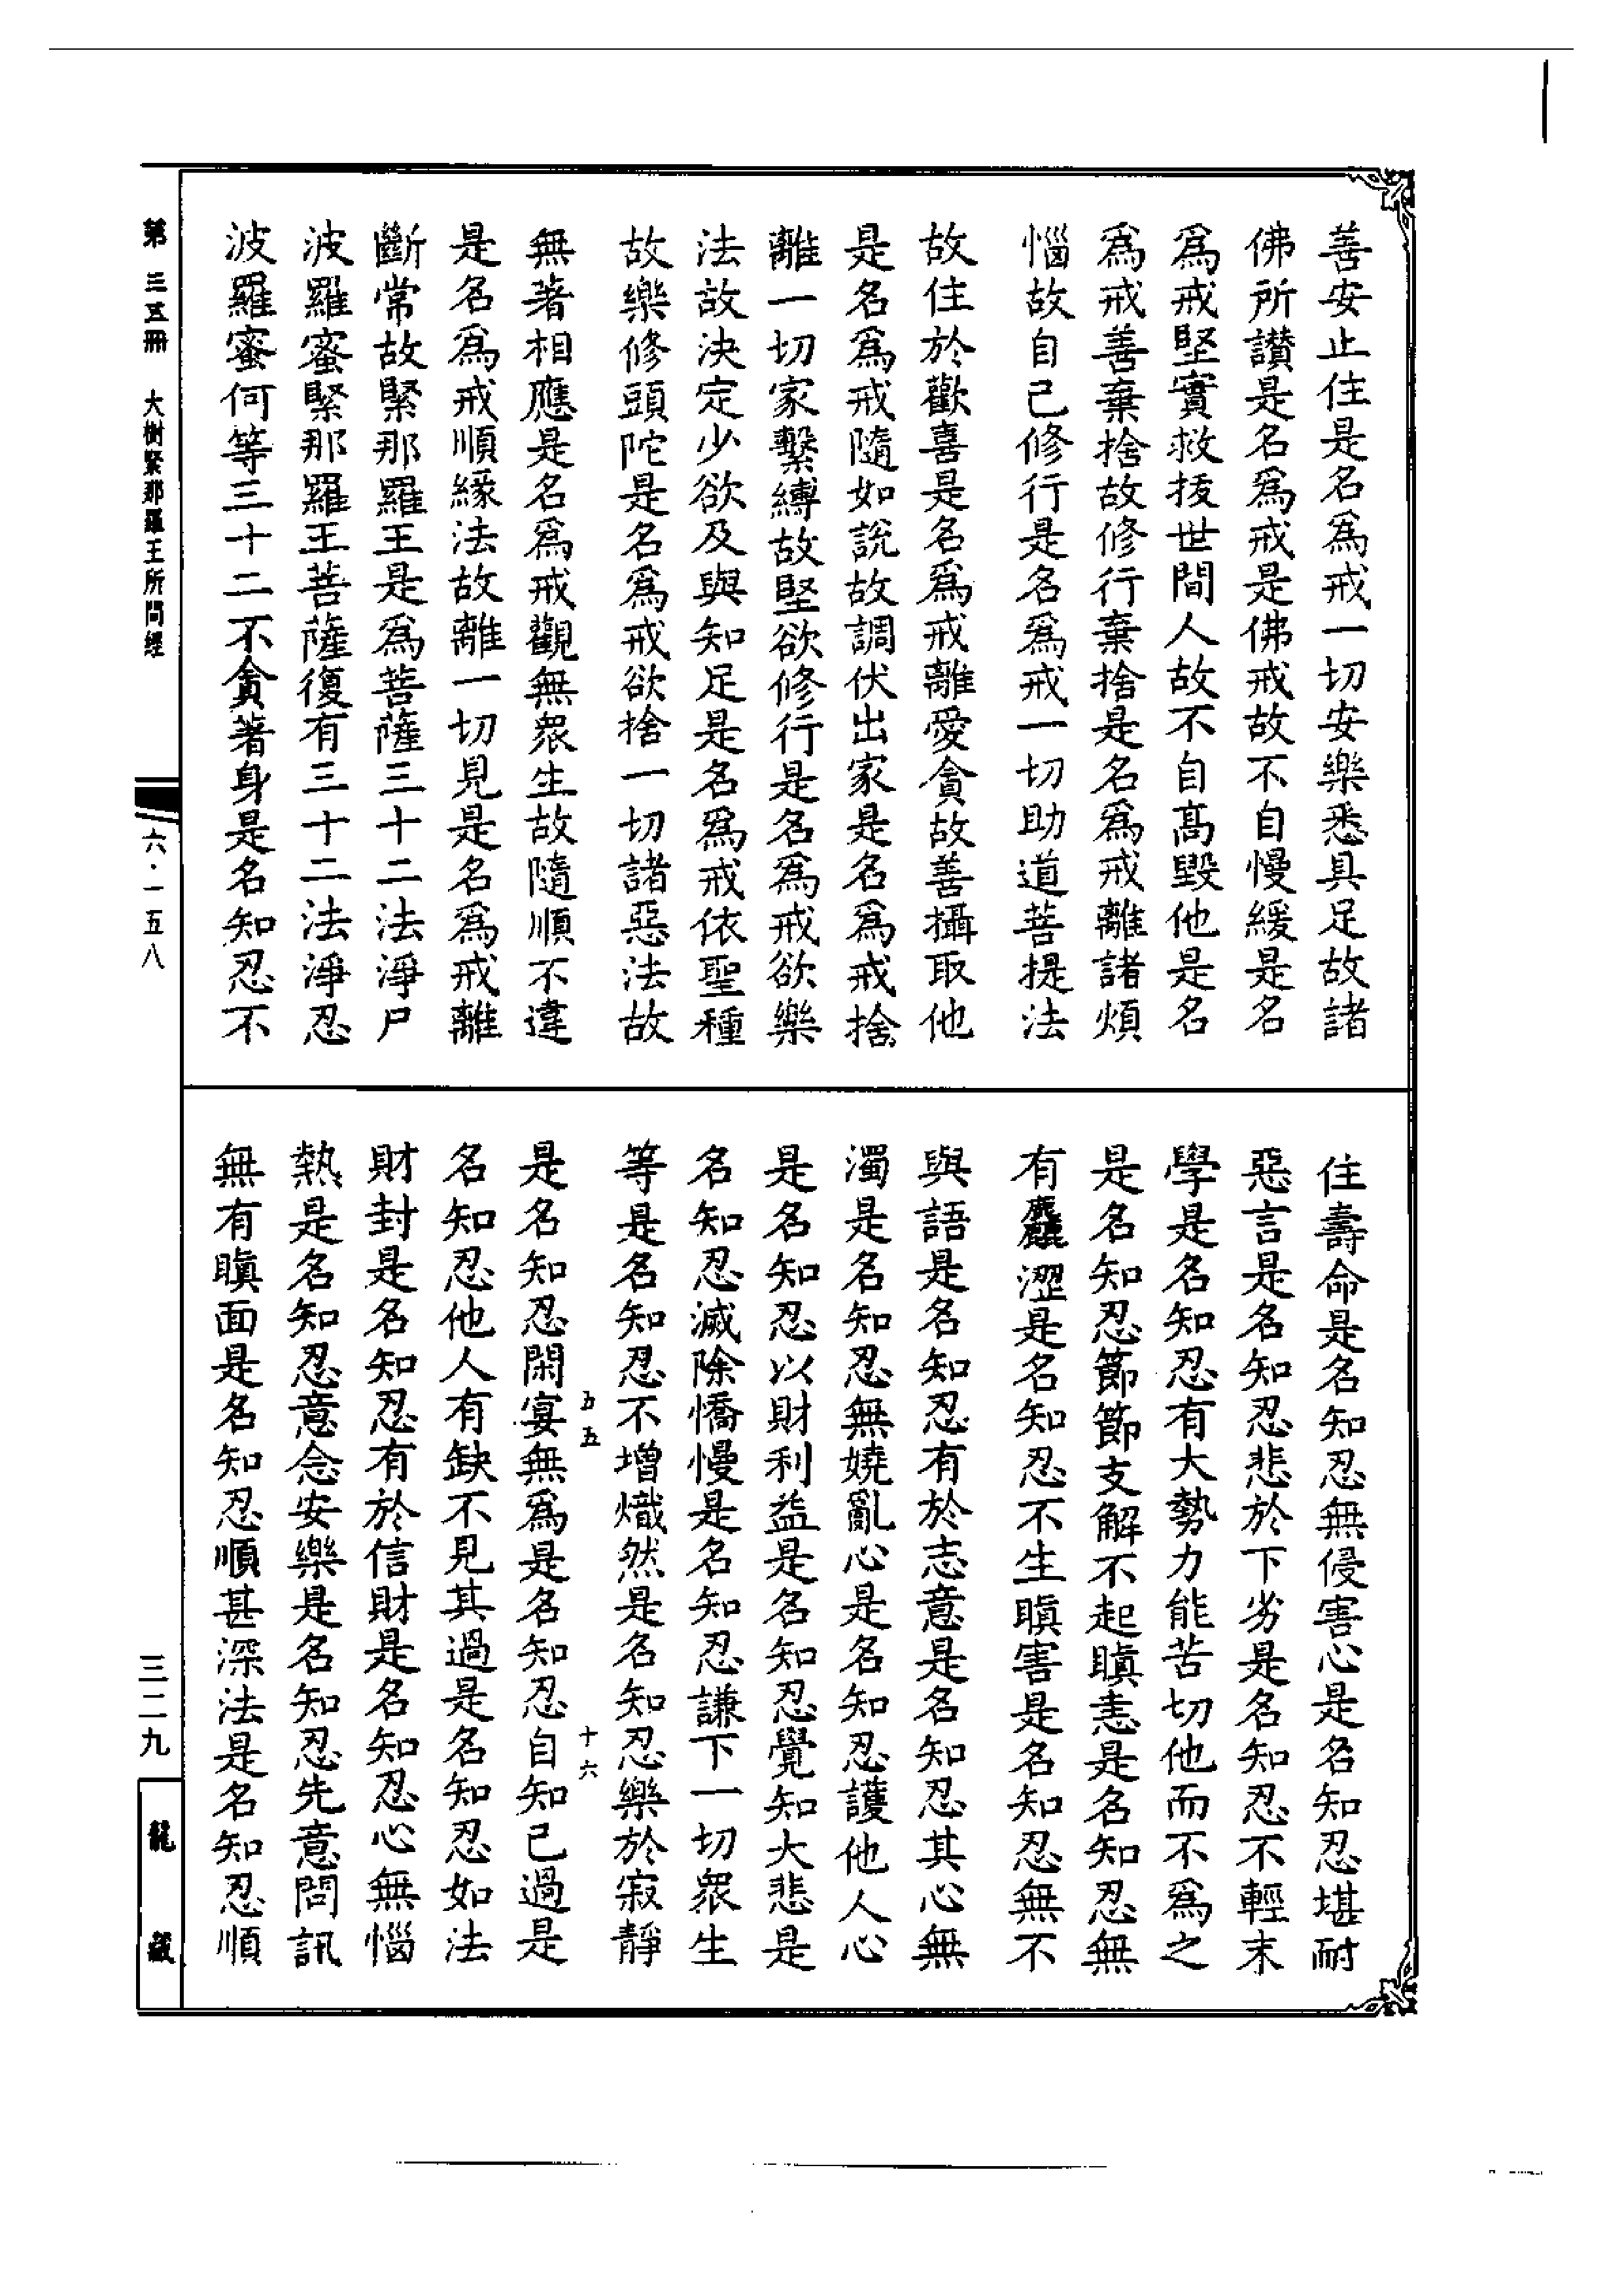 善安止住是名爲戒一切安樂悉具足故諸
佛所讃是名爲戒是佛戒故不自慢緩是名
爲戒堅實救拔世間人故不自高毀他是名
爲戒善棄捨故修行棄捨是名爲戒離諸煩
惱故自己修行是名爲戒一切助道菩提法
故住於歡喜是名爲戒離愛貪故善攝取他
是名爲戒隨如說故調伏出家是名爲戒捨
離一切家繫縛故堅欲修行是名爲戒欲樂
法故決定少欲及與知足是名爲戒依聖種
故樂修頭陀是名爲戒欲捨一切諸惡法故
無著相應是名爲戒觀無衆生故隨順不違
是名爲戒順緣法故離一切見是名爲戒離
斷常故緊那羅王是爲菩薩三十二法淨尸
波羅蜜緊那羅王菩薩復有三十二法淨忍
波羅蜜何等三十二不貪著身是名知忍不
住壽命是名知忍無侵害心是名知忍堪耐
惡言是名知忍悲於下劣是名知忍不輕末
學是名知忍有大勢力能苦切他而不爲之
是名知忍節節支解不起瞋恚是名知忍無
有麤澀是名知忍不生瞋害是名知忍無不
與語是名知忍有於志意是名知忍其心無
濁是名知忍無嬈亂心是名知忍護他人心
是名知忍以財利益是名知忍覺知大悲是
名知忍滅除憍慢是名知忍謙下一切衆生
等是名知忍不增熾然是名知忍樂於寂靜
五 十六
是名知忍閑宴無爲是名知忍自知已過是
名知忍他人有缺不見其過是名知忍如法
財封是名知忍有於信財是名知忍心無惱
熱是名知忍意念安樂是名知忍先意問訊
無有瞋面是名知忍順甚深法是名知忍順
第三五冊 大樹緊那羅王所問經
六·一五八
三二九
龍藏